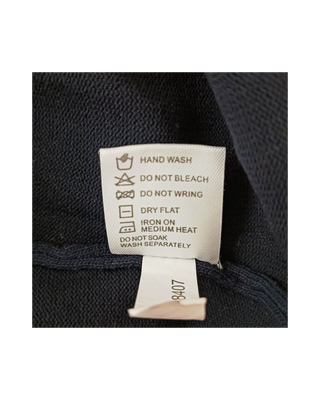 HAND WASH
DO NOT BLEACH
DO NOT WRING
DRY FLAT
IRON ON
MEDIUM HEAT
DO NOT SOAK
WASH SEPARATELY
8407